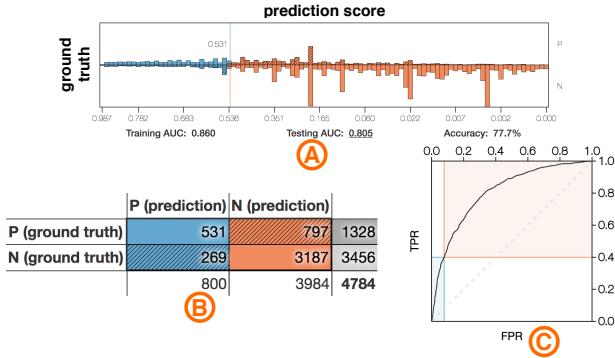 prediction score
ground truth
0.531
P
N
0.987 0.782 0.683 0.536 0.351 0.165 0.060 0.022 0.007 0.002 0.000
Training AUC: 0.860 Testing AUC: 0.805 Accuracy: 77.7%
A
0.0 0.2 0.4 0.6 0.8 1.0
P (prediction) N (prediction)
P (ground truth) 531 797 1328
N (ground truth) 269 3187 3456
800 3984 4784
B
1.0
0.8
0.6
0.4
0.2
0.0
TPR
FPR
C